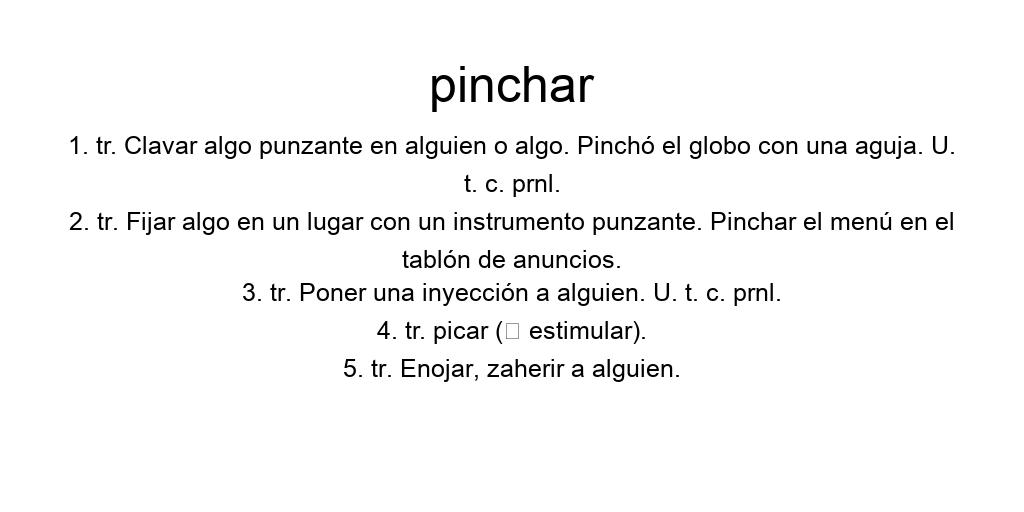 pinchar
1. tr. Clavar algo punzante en alguien o algo. Pinchó el globo con una aguja. U.
t. c. prnl.
2. tr. Fijar algo en un lugar con un instrumento punzante. Pinchar el menú en el
tablón de anuncios.
3. tr. Poner una inyección a alguien. U. t. c. prnl.
4. tr. picar (▯ estimular).
5. tr. Enojar, zaherir a alguien.